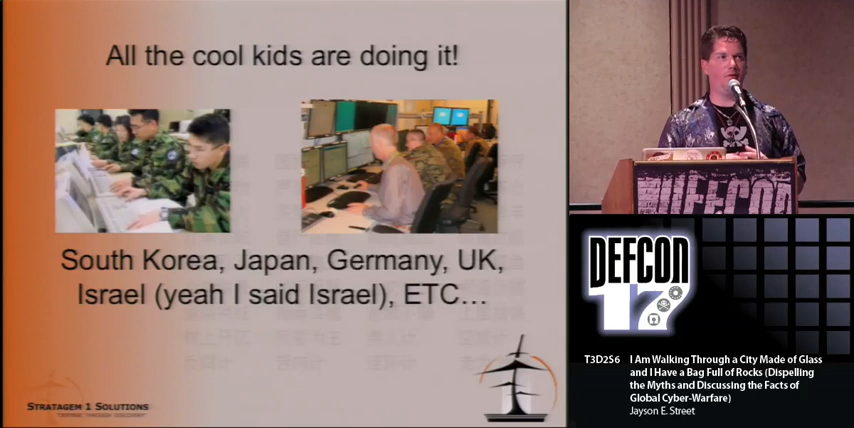 All the cool kids are doing it!
South Korea, Japan, Germany, UK,
Israel (yeah I said Israel), ETC…
STRATAGEM 1 SOLUTIONS
DEFCON
DEFCON
17
T3D2S6 I Am Walking Through a City Made of Glass
and I Have a Bag Full of Rocks (Dispelling
the Myths and Discussing the Facts of
Global Cyber-Warfare)
Jayson E. Street